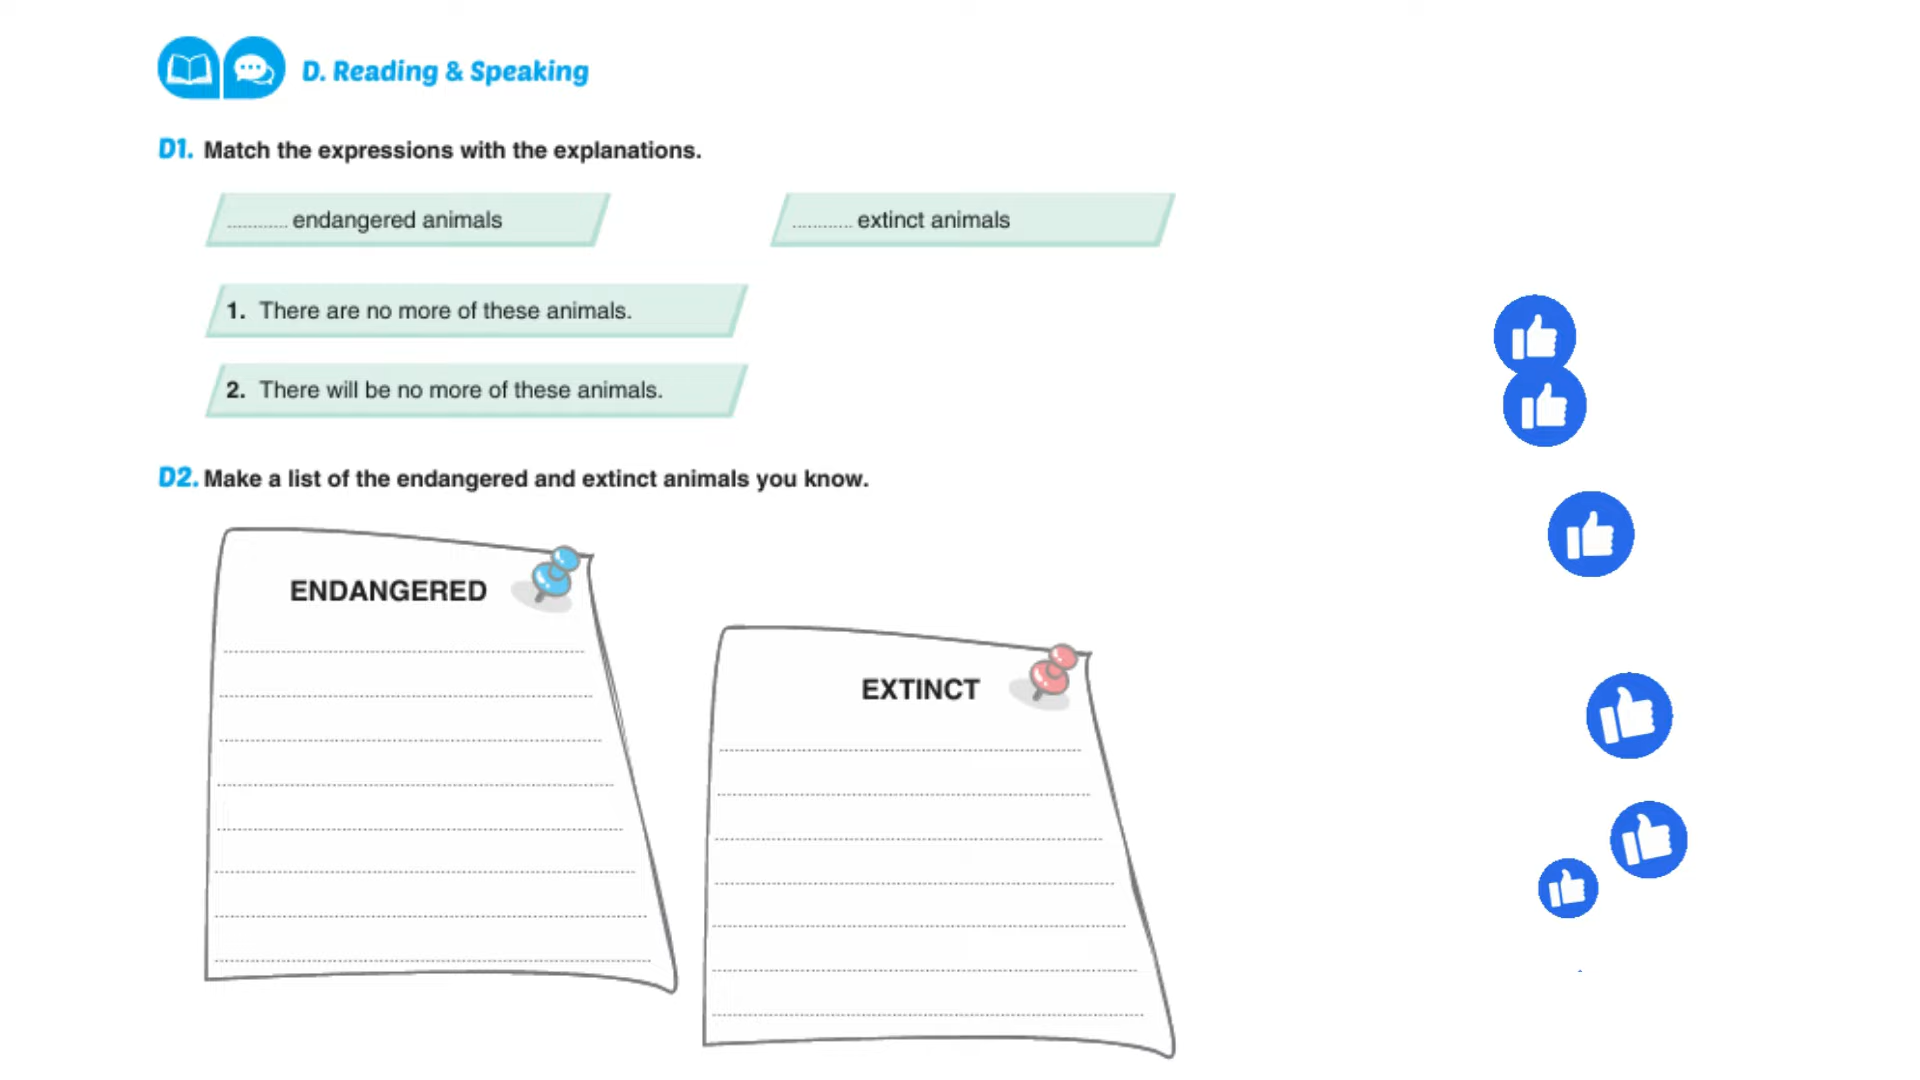 D. Reading & Speaking
D1. Match the expressions with the explanations.
............ endangered animals
............ extinct animals
1. There are no more of these animals.
2. There will be no more of these animals.
D2. Make a list of the endangered and extinct animals you know.
ENDANGERED
EXTINCT